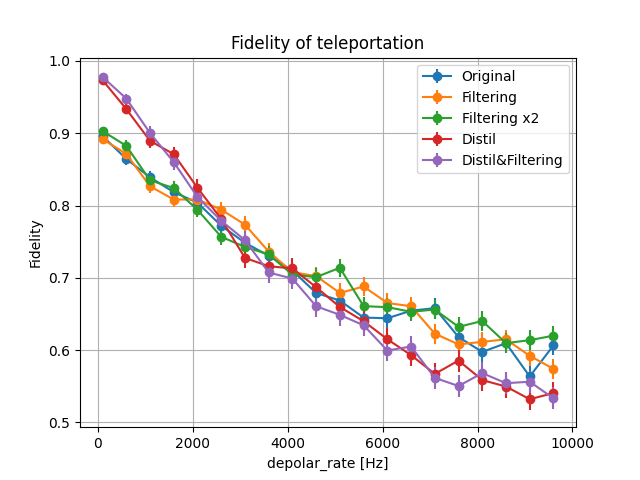 Fidelity of teleportation
1.0
0.9
0.8
0.7
0.6
0.5
Fidelity
Original
Filtering
Filtering x2
Distil
Distil&Filtering
0
2000
4000
6000
8000
10000
depolar_rate [Hz]